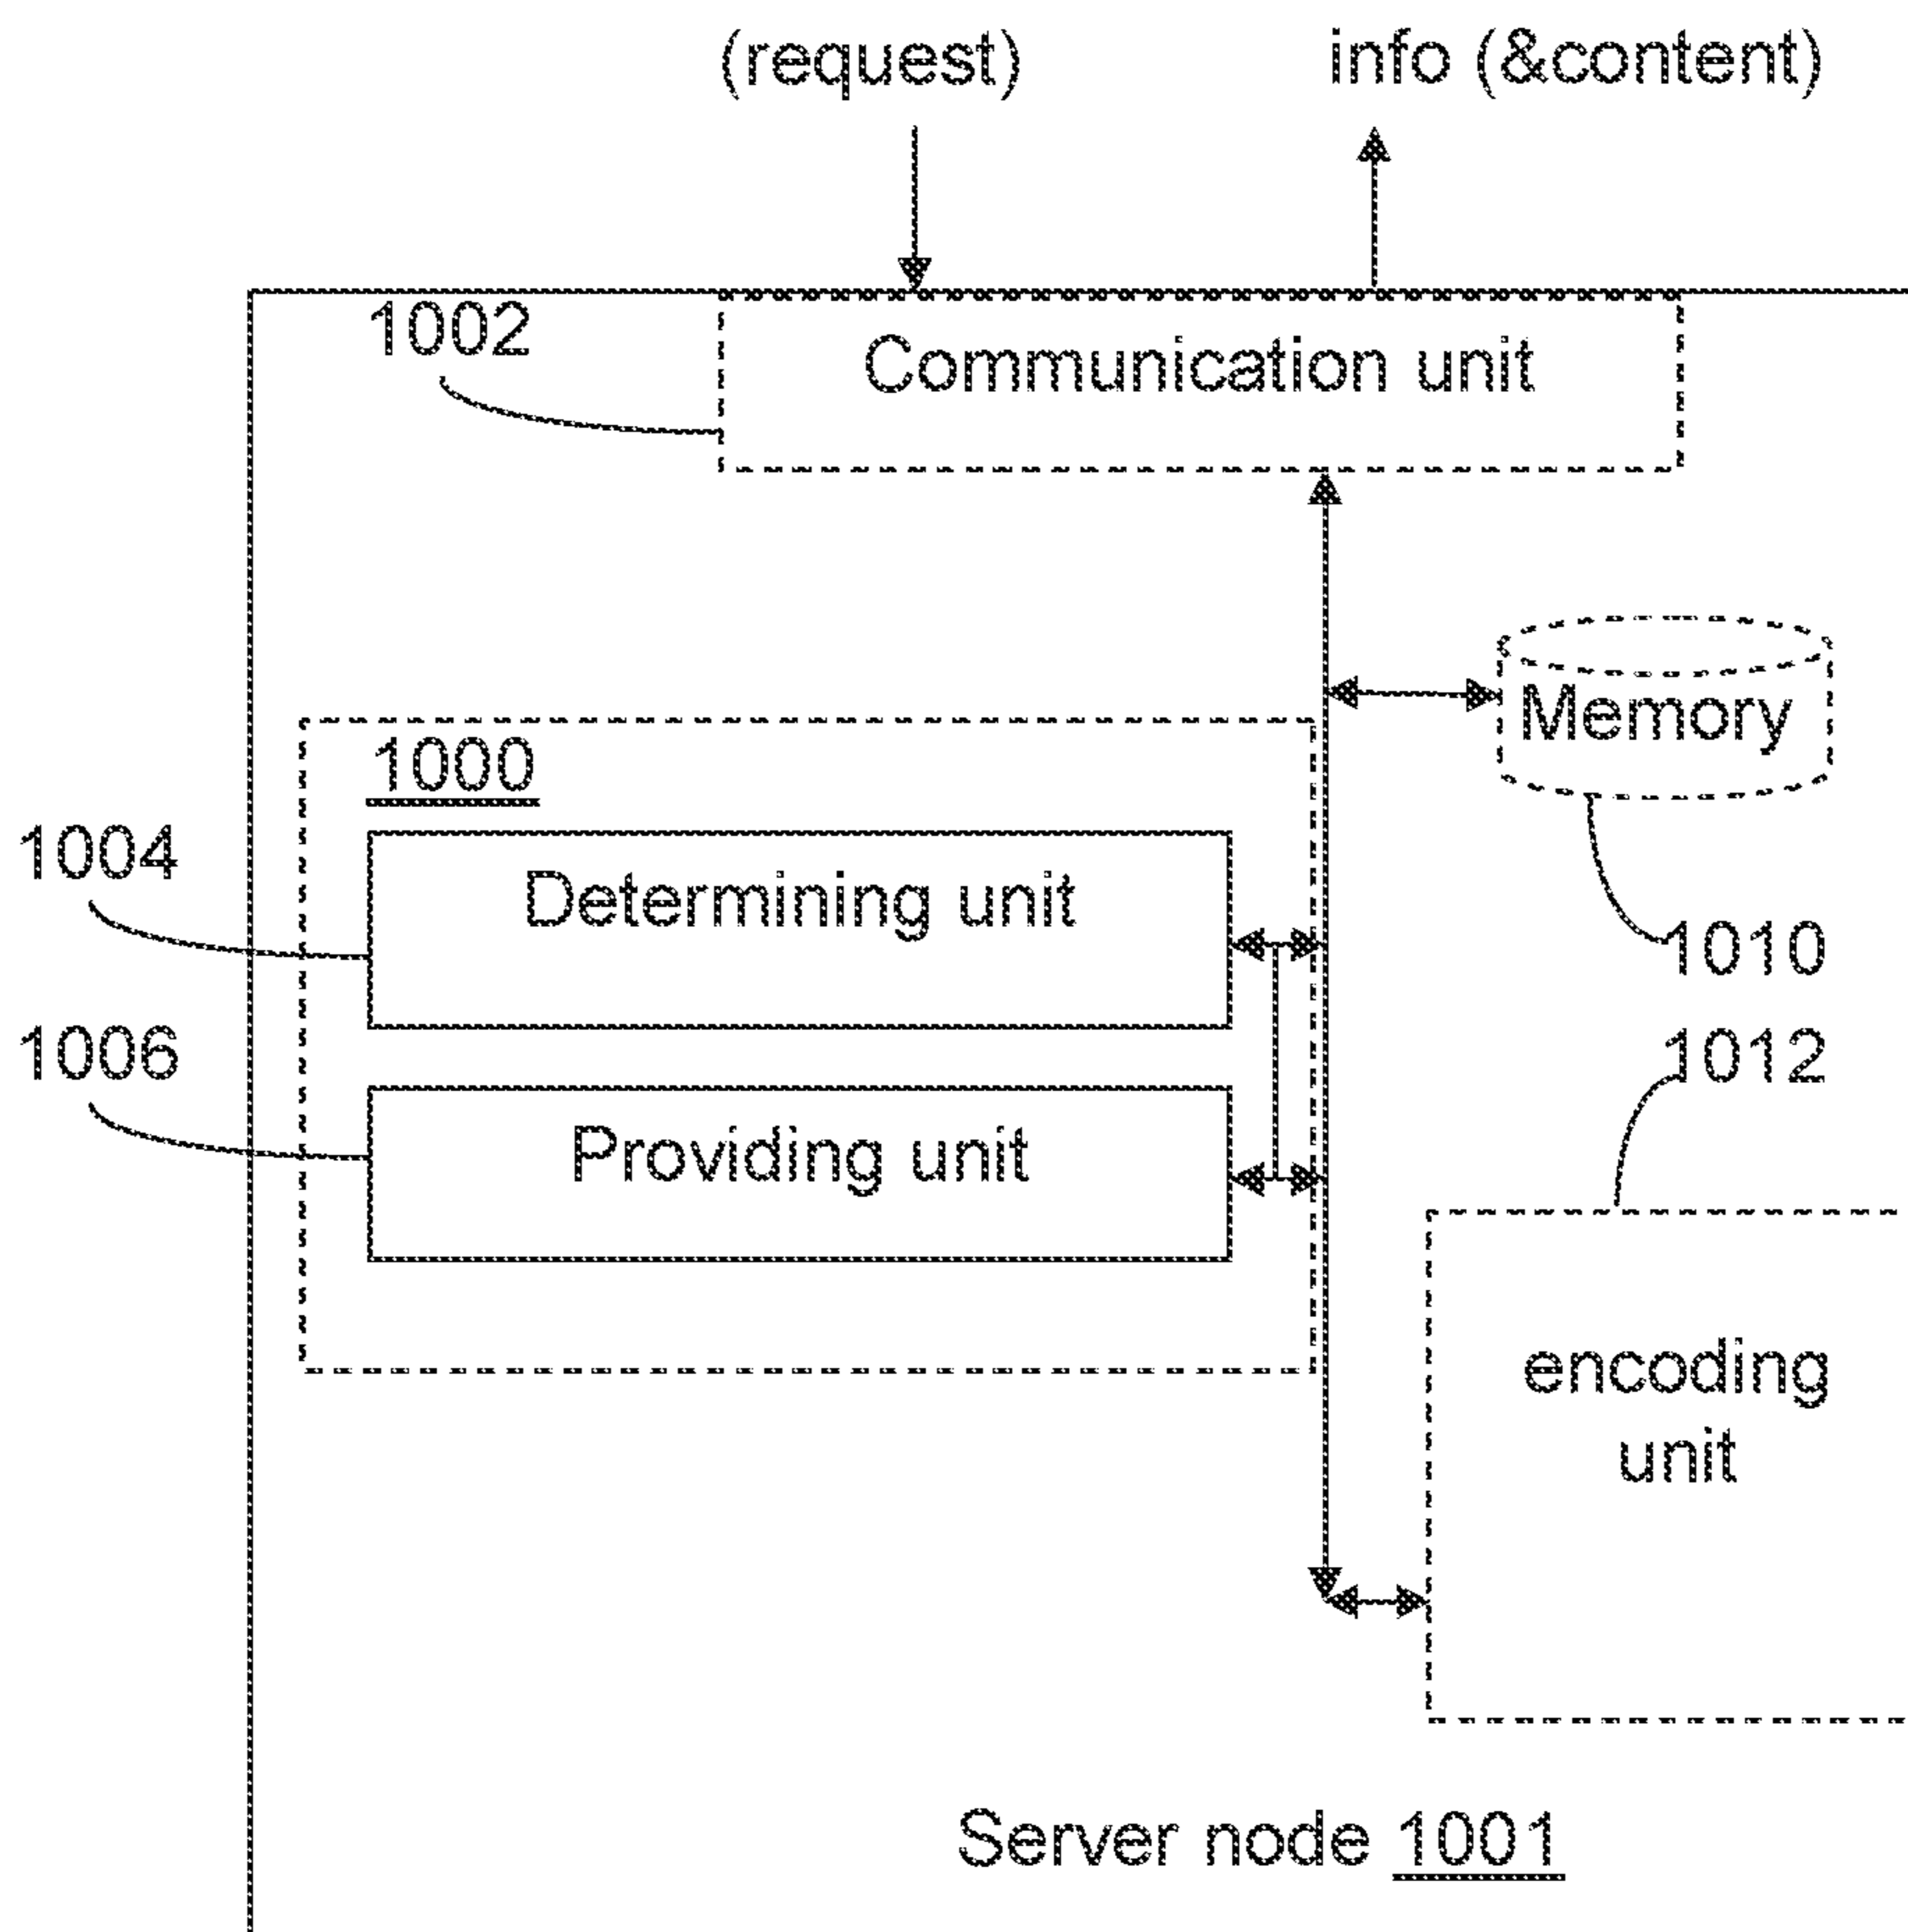 (request)
info (&content)
1002
Communication unit
Memory
1000
1004
Determining unit
1010
1006
Providing unit
1012
encoding
unit
Server node 1001